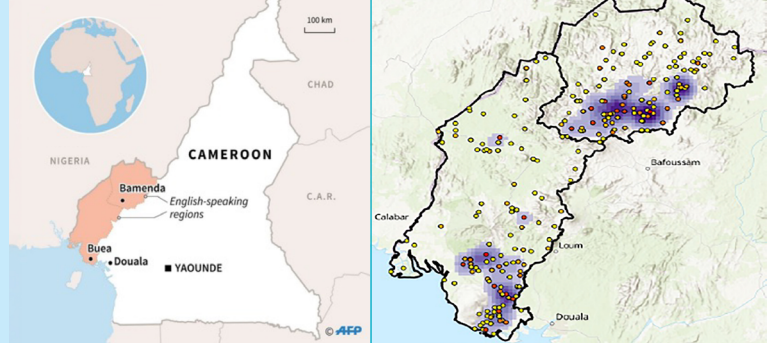 100 km
CHAD
NIGERIA
CAMEROON
C.A.R.
Bamenda
English-speaking
regions
Buea
Douala
YAOUNDE
© AFP
Bafoussam
Calabar
Loum
Douala